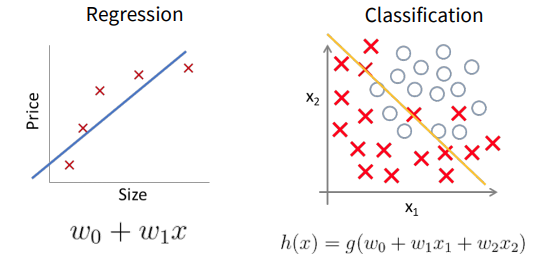 Regression
Price
Size
w₀ + w₁x
Classification
x₂
x₁
h(x) = g(w₀ + w₁x₁ + w₂x₂)